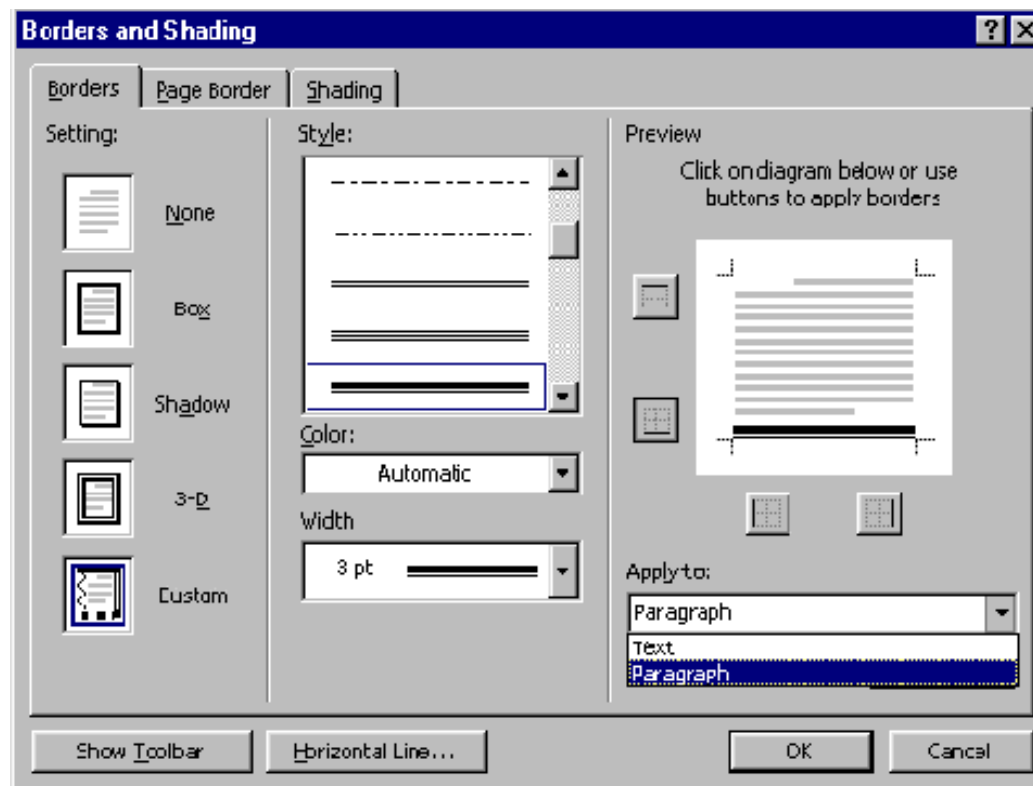 Borders and Shading
Borders Page Border Shading
Setting:
None
Box
Shadow
3-D
Custom
Style:
Color:
Automatic
Width
3 pt
Preview
Click on diagram below or use
buttons to apply borders
Apply to:
Paragraph
Text
Paragraph
Show Toolbar
Horizontal Line...
OK
Cancel